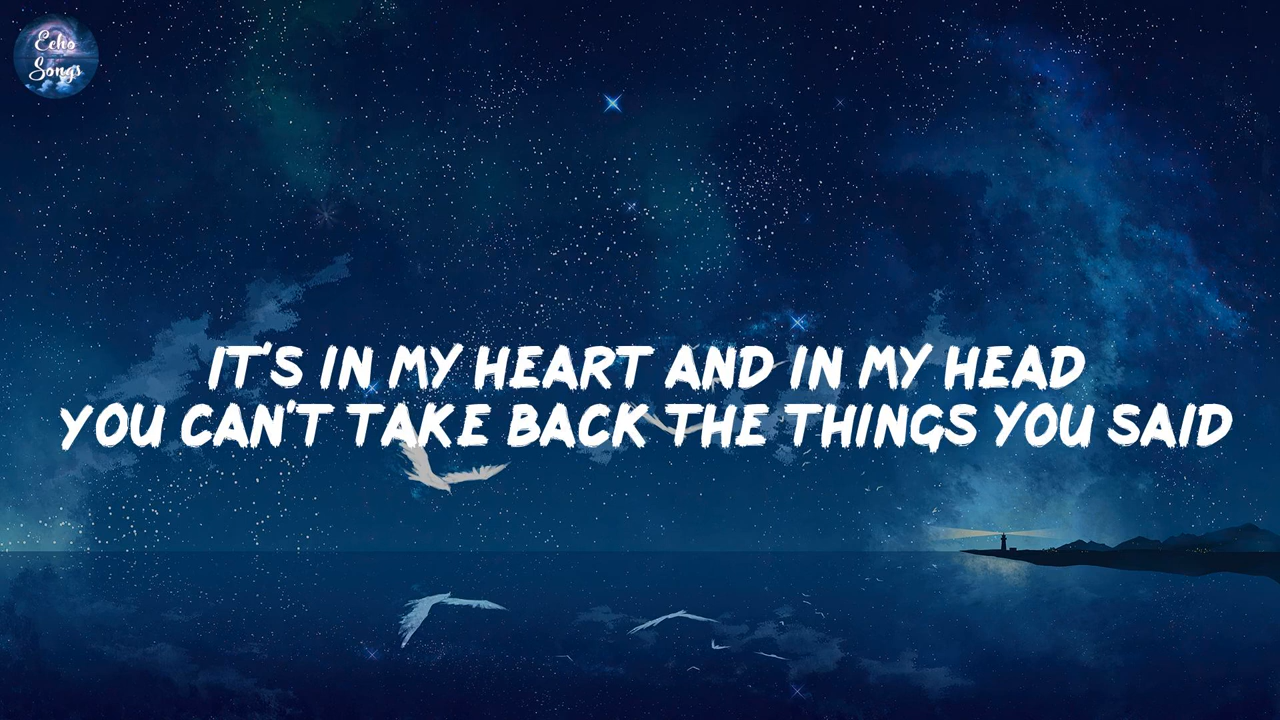 Echo
Songs
IT'S IN MY HEART AND IN MY HEAD
YOU CAN'T TAKE BACK THE THINGS YOU SAID